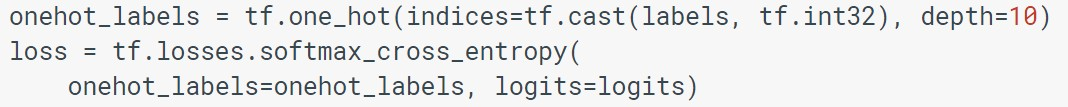 onehot_labels = tf.one_hot(indices=tf.cast(labels, tf.int32), depth=10)
loss = tf.losses.softmax_cross_entropy(
    onehot_labels=onehot_labels, logits=logits)